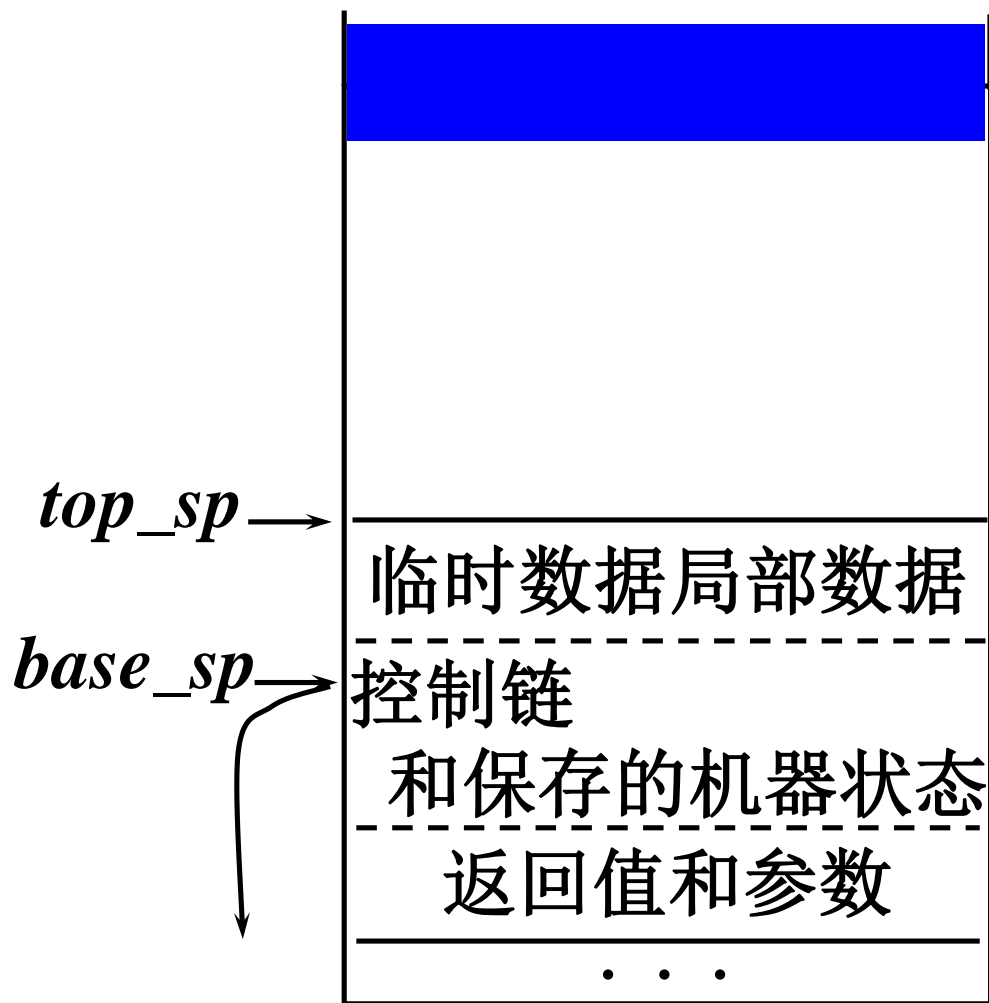 top_sp
临时数据局部数据
base_sp
控制链
和保存的机器状态
返回值和参数
. . .